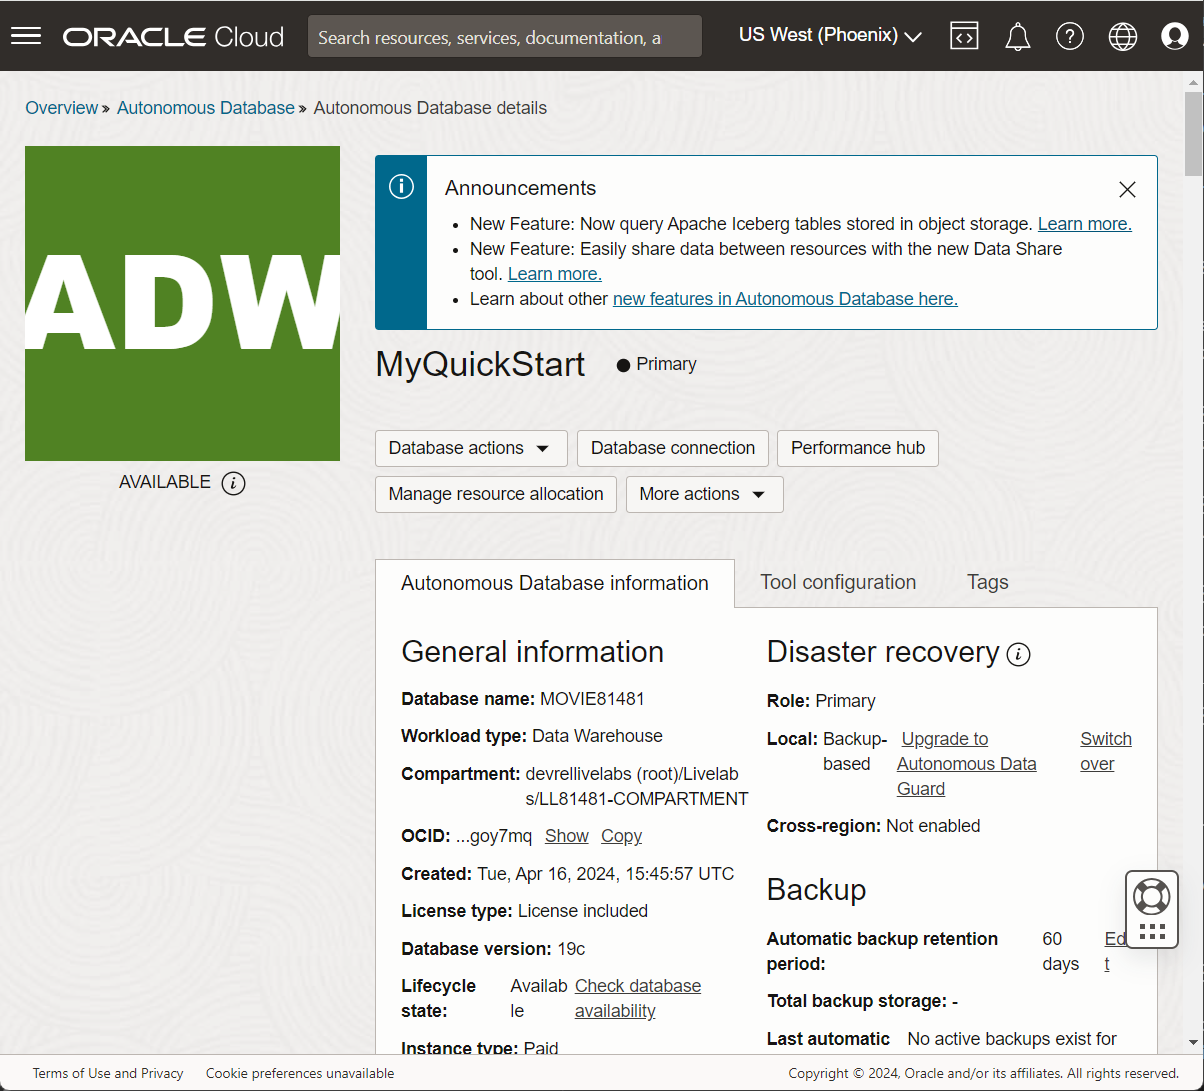 ORACLE Cloud
Search resources, services, documentation, a
US West (Phoenix)
Overview » Autonomous Database » Autonomous Database details
ADW
AVAILABLE
Announcements
New Feature: Now query Apache Iceberg tables stored in object storage. Learn more.
New Feature: Easily share data between resources with the new Data Share
tool. Learn more.
Learn about other new features in Autonomous Database here.
MyQuickStart
Primary
Database actions
Database connection
Performance hub
Manage resource allocation
More actions
Autonomous Database information
Tool configuration
Tags
General information
Database name: MOVIE81481
Workload type: Data Warehouse
Compartment: devrellivelabs (root)/Livelab
s/LL81481-COMPARTMENT
OCID: ...goy7mq Show Copy
Created: Tue, Apr 16, 2024, 15:45:57 UTC
License type: License included
Database version: 19c
Lifecycle Availab Check database
state: le availability
Instance type: Paid
Disaster recovery
Role: Primary
Local: Backup- Upgrade to Switch
based Autonomous Data over
Guard
Cross-region: Not enabled
Backup
Automatic backup retention 60 Ed
period: days t
Total backup storage: -
Last automatic No active backups exist for
Terms of Use and Privacy
Cookie preferences unavailable
Copyright © 2024, Oracle and/or its affiliates. All rights reserved.